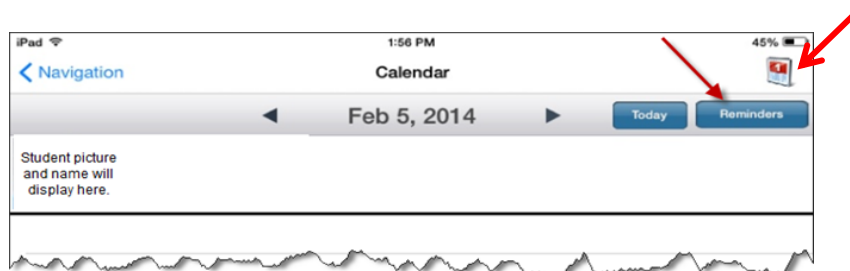 iPad 1:56 PM 45%
Navigation Calendar
Feb 5, 2014 Today Reminders
Student picture
and name will
display here.